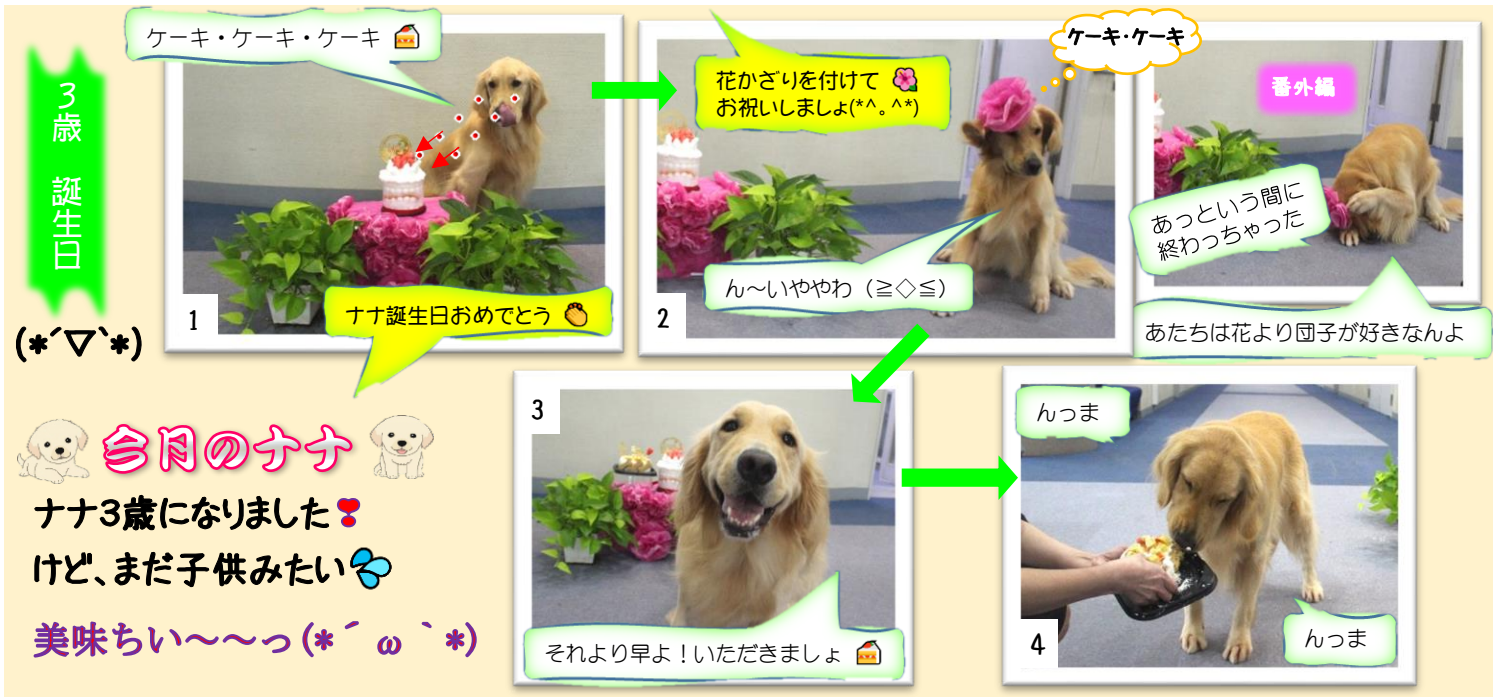 3歳 誕生日
(*´▽`*)
ケーキ・ケーキ・ケーキ🍰
1
ナナ誕生日おめでとう👏
花かざりを付けて🌺
お祝いしましょ(*^。^*)
ケーキ・ケーキ
ん~いややわ(≧◇≦)
2
番外編
あっという間に
終わっちゃった
あたちは花より団子が好きなんよ
3
それより早よ!いただきましょ🍰
んっま
4
んっま
今月のナナ
ナナ3歳になりました❣
けど、まだ子供みたい💦
美味ちい~~っ(*´ω`*)